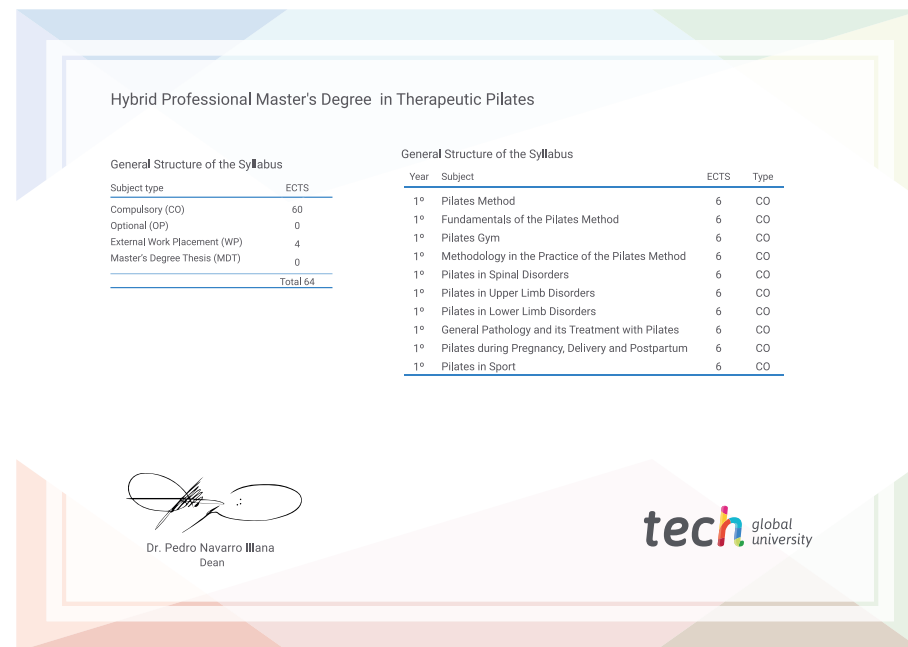 Hybrid Professional Master's Degree in Therapeutic Pilates
General Structure of the Syllabus
Subject type ECTS
Compulsory (CO) 60
Optional (OP) 0
External Work Placement (WP) 4
Master's Degree Thesis (MDT) 0
Total 64
General Structure of the Syllabus
Year Subject ECTS Type
1º Pilates Method 6 CO
1º Fundamentals of the Pilates Method 6 CO
1º Pilates Gym 6 CO
1º Methodology in the Practice of the Pilates Method 6 CO
1º Pilates in Spinal Disorders 6 CO
1º Pilates in Upper Limb Disorders 6 CO
1º Pilates in Lower Limb Disorders 6 CO
1º General Pathology and its Treatment with Pilates 6 CO
1º Pilates during Pregnancy, Delivery and Postpartum 6 CO
1º Pilates in Sport 6 CO
Dr. Pedro Navarro Illana
Dean
tech global
university